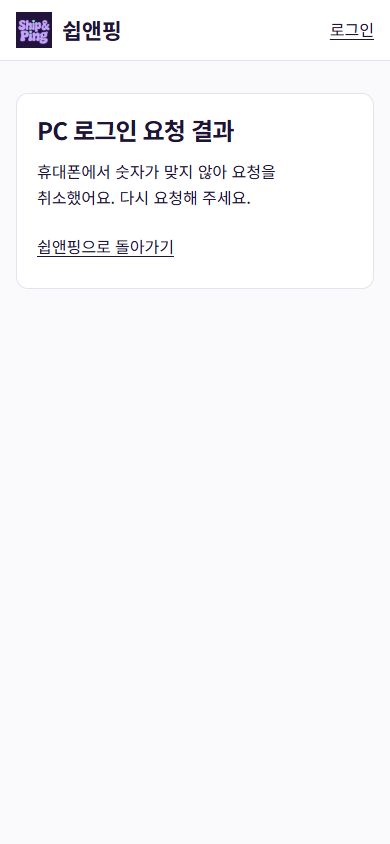 Ship&
Ping
쉽앤핑
로그인
PC 로그인 요청 결과
휴대폰에서 숫자가 맞지 않아 요청을
취소했어요. 다시 요청해 주세요.
쉽앤핑으로 돌아가기